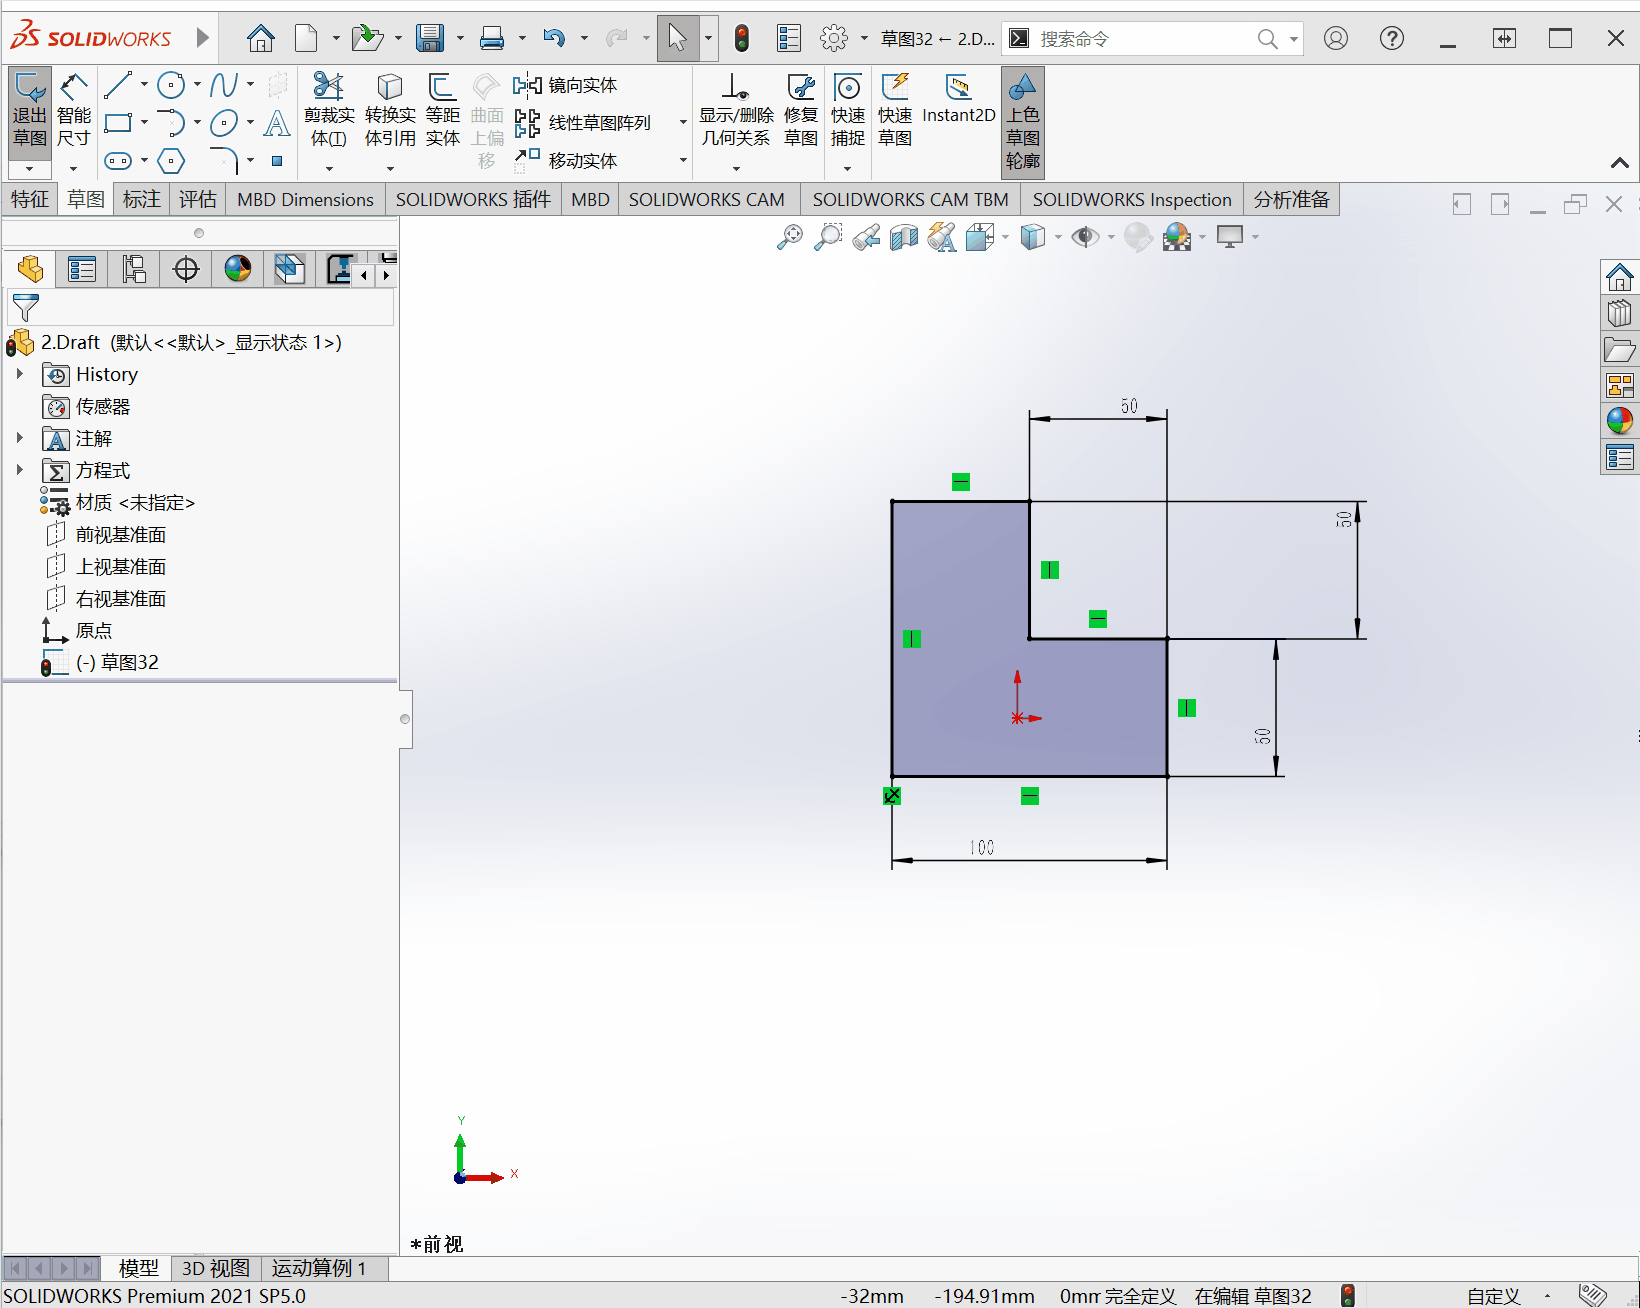 SOLIDWORKS
草图32 ← 2.D...
搜索命令
退出草图
智能尺寸
剪裁实体(T)
转换实体引用
等距实体
曲面上偏移
镜向实体
线性草图阵列
移动实体
显示/删除几何关系
修复草图
快速捕捉
快速草图
Instant2D
上色草图轮廓
特征
草图
标注
评估
MBD Dimensions
SOLIDWORKS 插件
MBD
SOLIDWORKS CAM
SOLIDWORKS CAM TBM
SOLIDWORKS Inspection
分析准备
2.Draft (默认<<默认>_显示状态 1>)
History
传感器
注解
方程式
材质 <未指定>
前视基准面
上视基准面
右视基准面
原点
(-) 草图32
50
50
50
100
Y
X
*前视
模型
3D 视图
运动算例 1
SOLIDWORKS Premium 2021 SP5.0
-32mm
-194.91mm
0mm 完全定义
在编辑 草图32
自定义